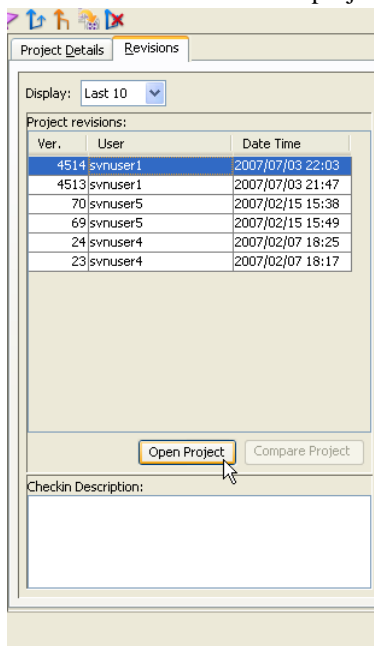 Project Details Revisions
Display: Last 10
Project revisions:
Ver. User Date Time
4514 svnuser1 2007/07/03 22:03
4513 svnuser1 2007/07/03 21:47
70 svnuser5 2007/02/15 15:38
69 svnuser5 2007/02/15 15:49
24 svnuser4 2007/02/07 18:25
23 svnuser4 2007/02/07 18:17
Open Project Compare Project
Checkin Description: